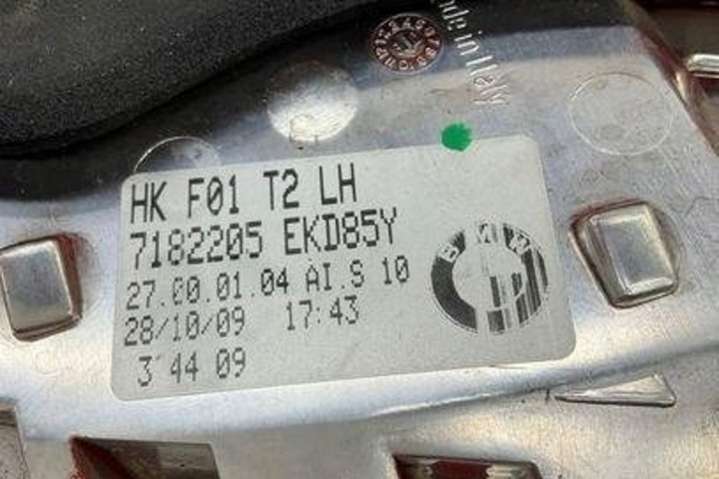 HK F01 T2 LH
7182205 EKD85Y
27.00.01.04 AI.S 10
28/10/09 17:43
3 44 09
BMW